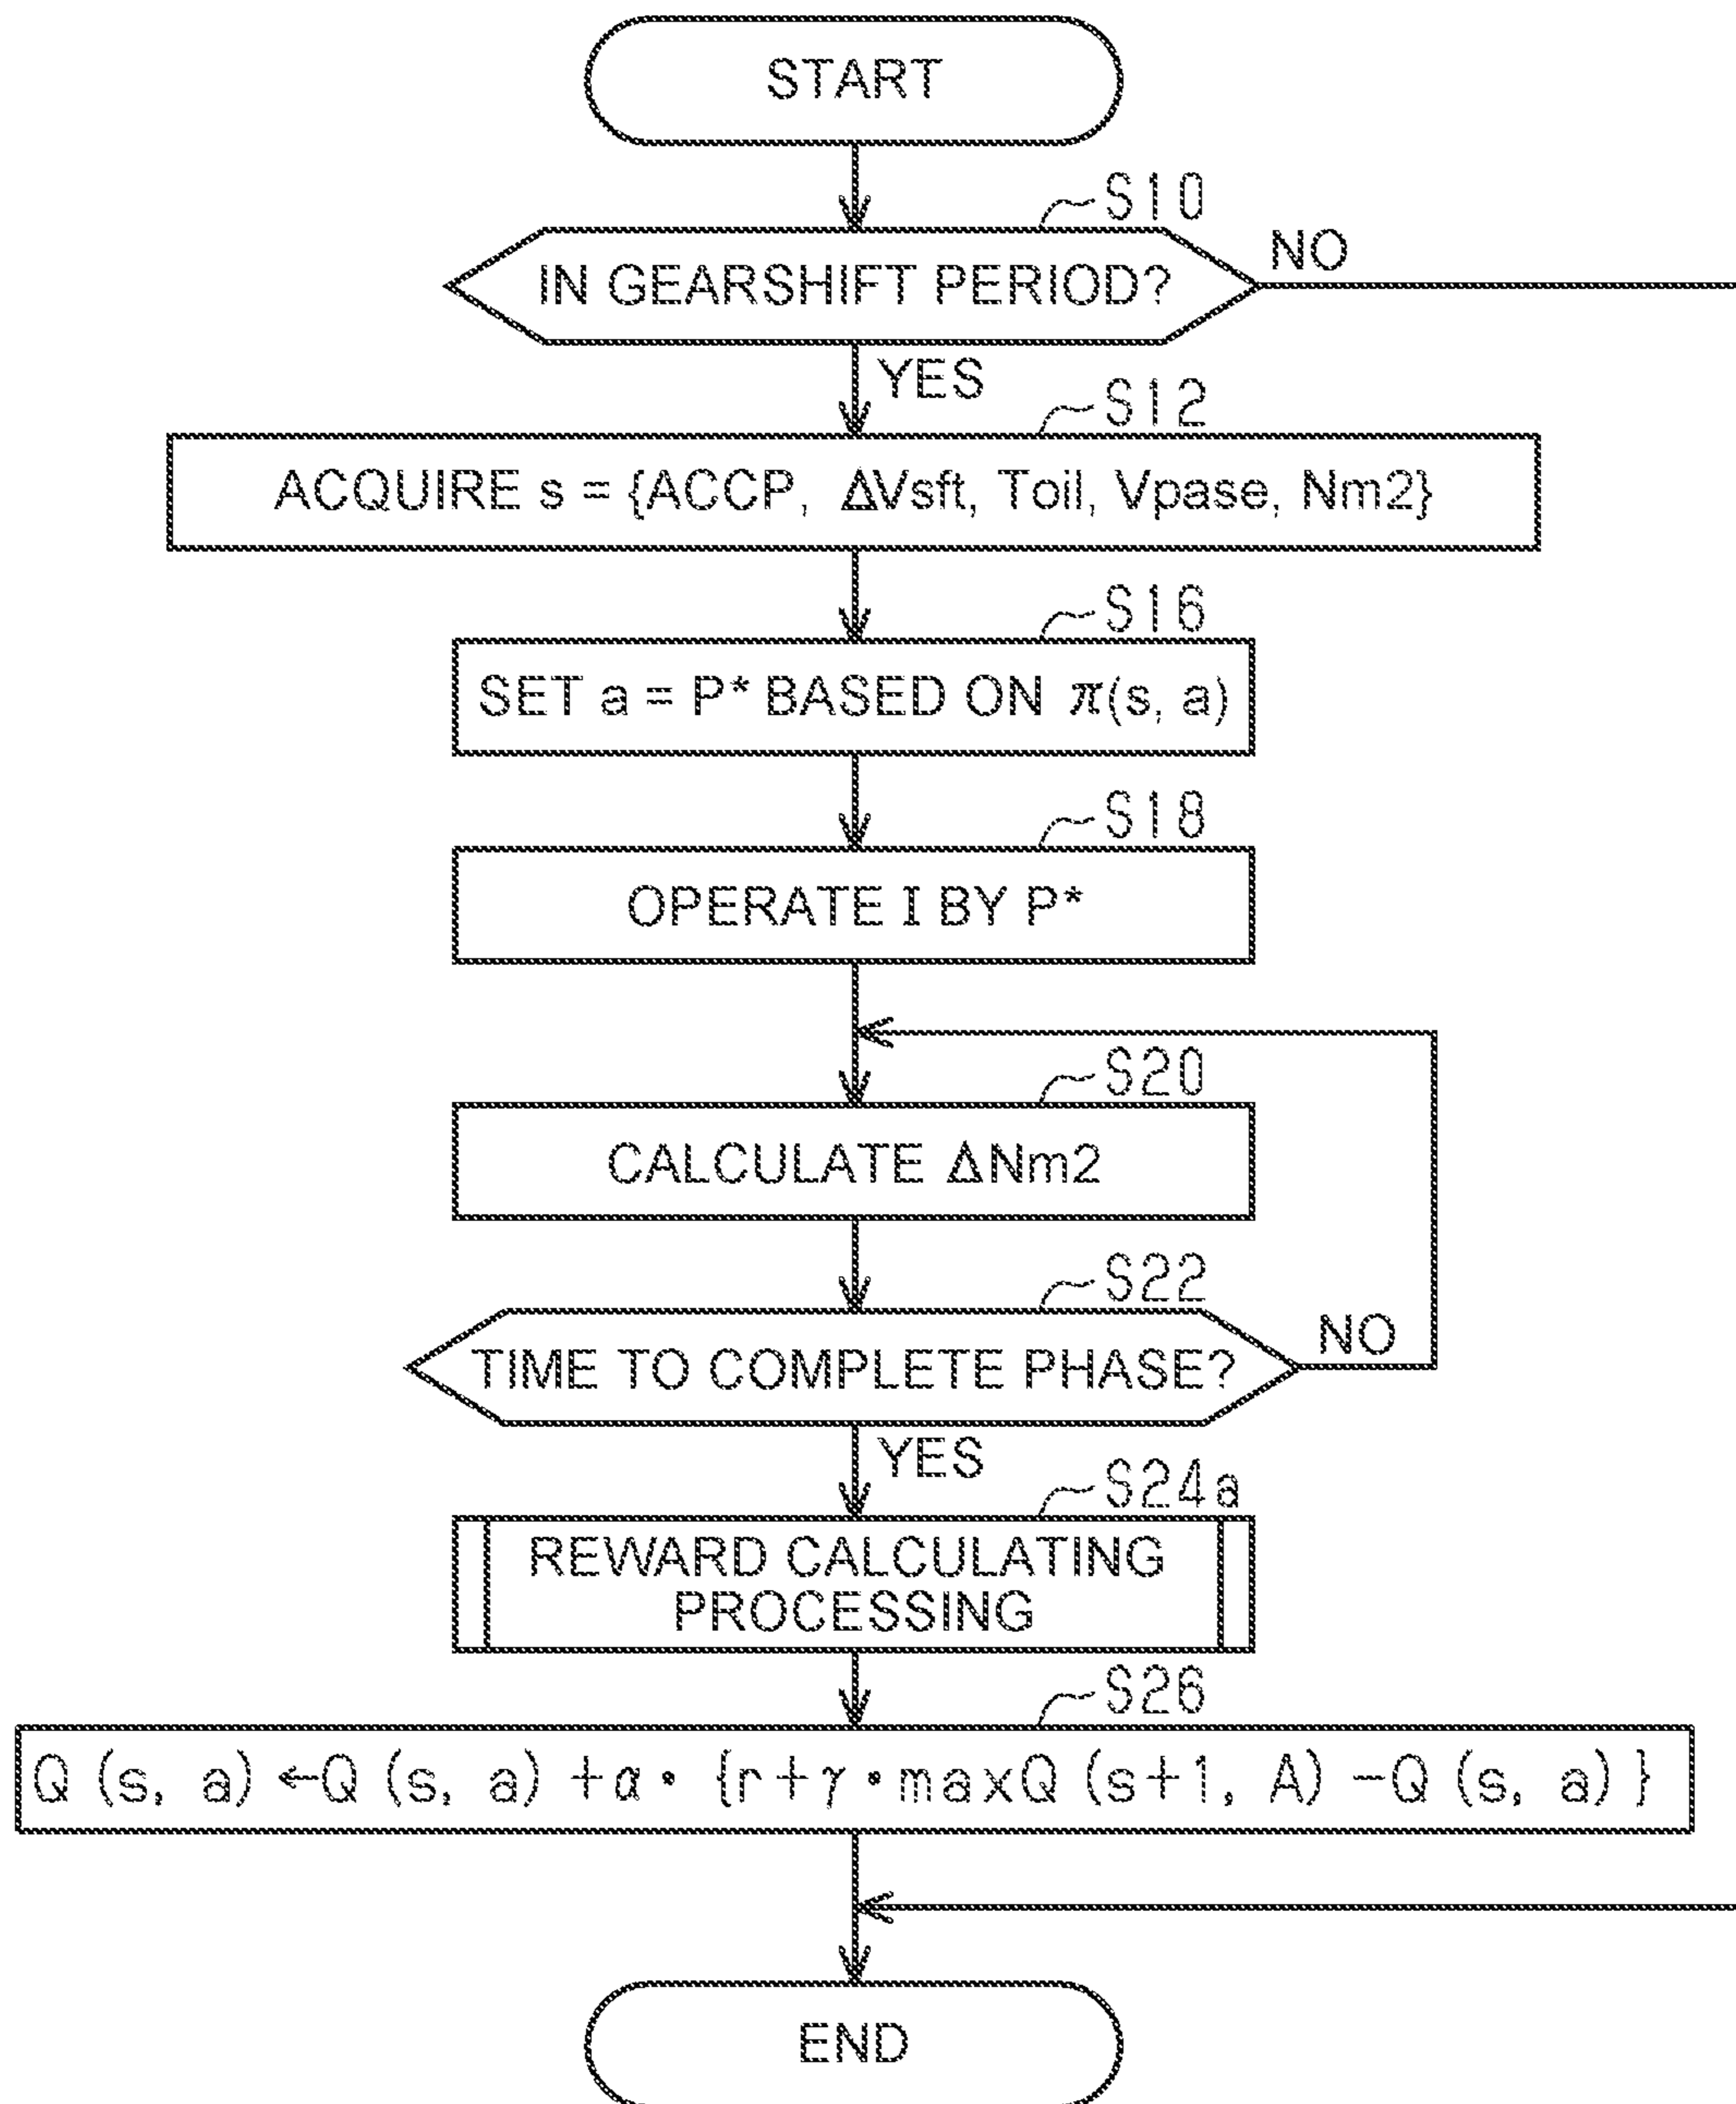 START
S10
IN GEARSHIFT PERIOD?
NO
YES
S12
ACQUIRE s = {ACCP, ΔVsft, Toil, Vpase, Nm2}
S16
SET a = P* BASED ON π(s, a)
S18
OPERATE I BY P*
S20
CALCULATE ΔNm2
S22
TIME TO COMPLETE PHASE?
NO
YES
S24a
REWARD CALCULATING
PROCESSING
S26
Q (s, a) ←Q (s, a) +α• {r+γ•maxQ (s+1, A) −Q (s, a) }
END